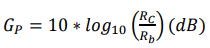 G_P = 10 * log_10 (R_C / R_b) (dB)